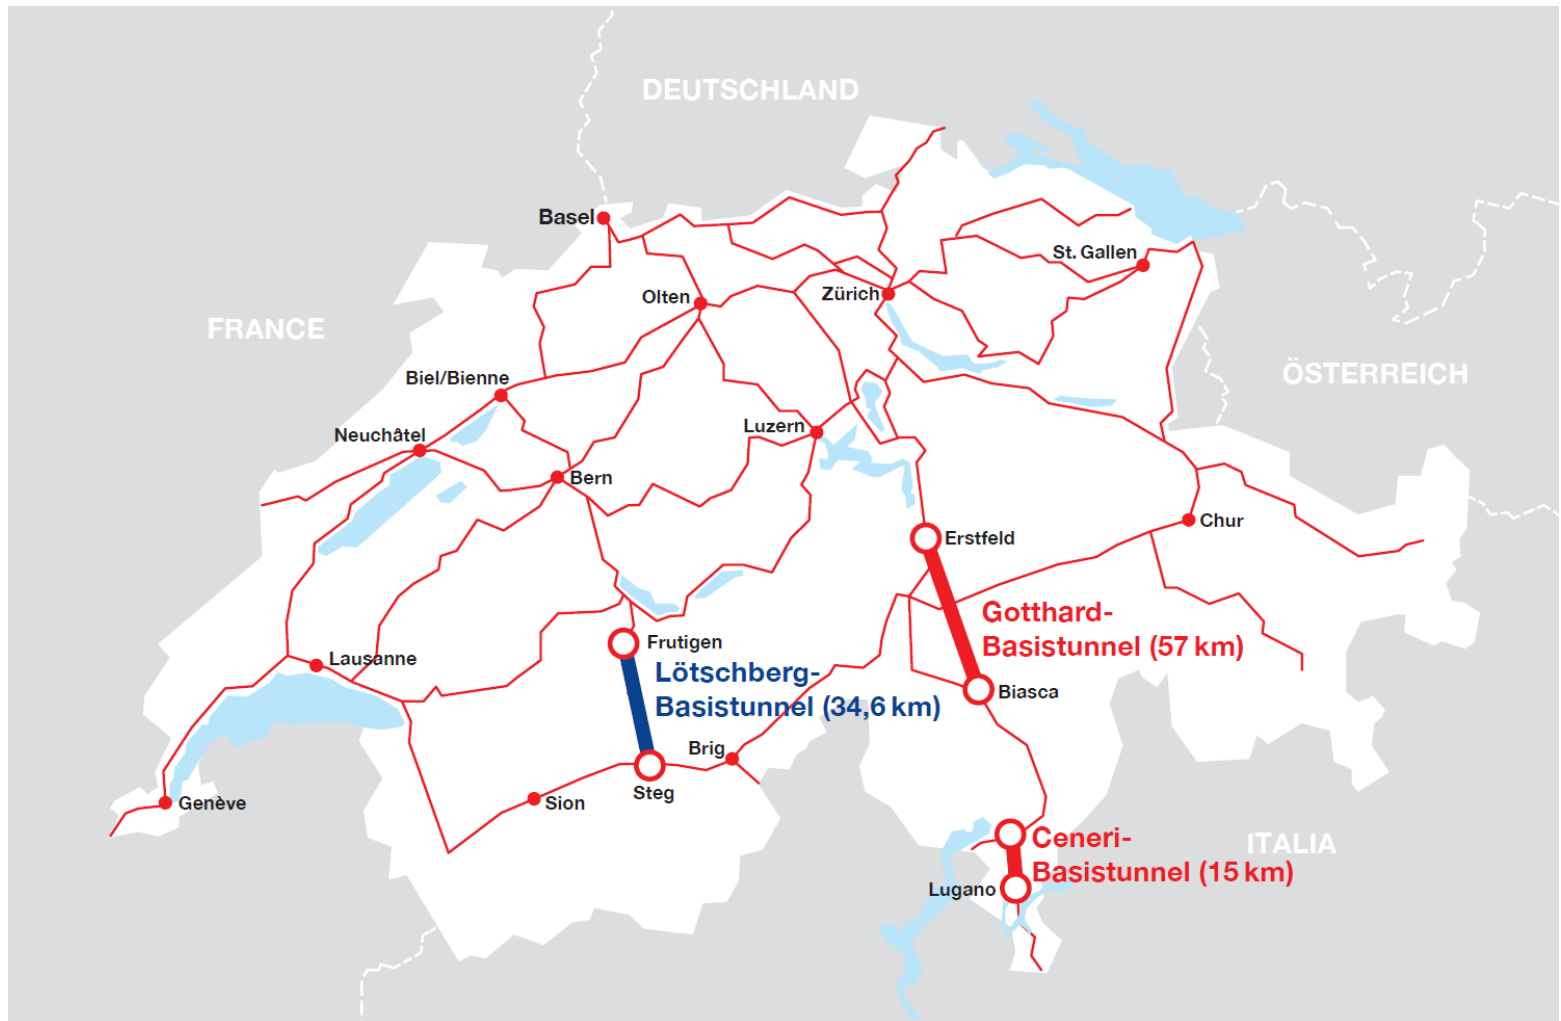 DEUTSCHLAND
Basel
St. Gallen
Olten
Zürich
FRANCE
ÖSTERREICH
Biel/Bienne
Neuchâtel
Luzern
Bern
Chur
Erstfeld
Gotthard-
Basistunnel (57 km)
Frutigen
Lausanne
Lötschberg-
Basistunnel (34,6 km)
Biasca
Brig
Steg
Sion
Genève
Ceneri-
Basistunnel (15 km)
ITALIA
Lugano